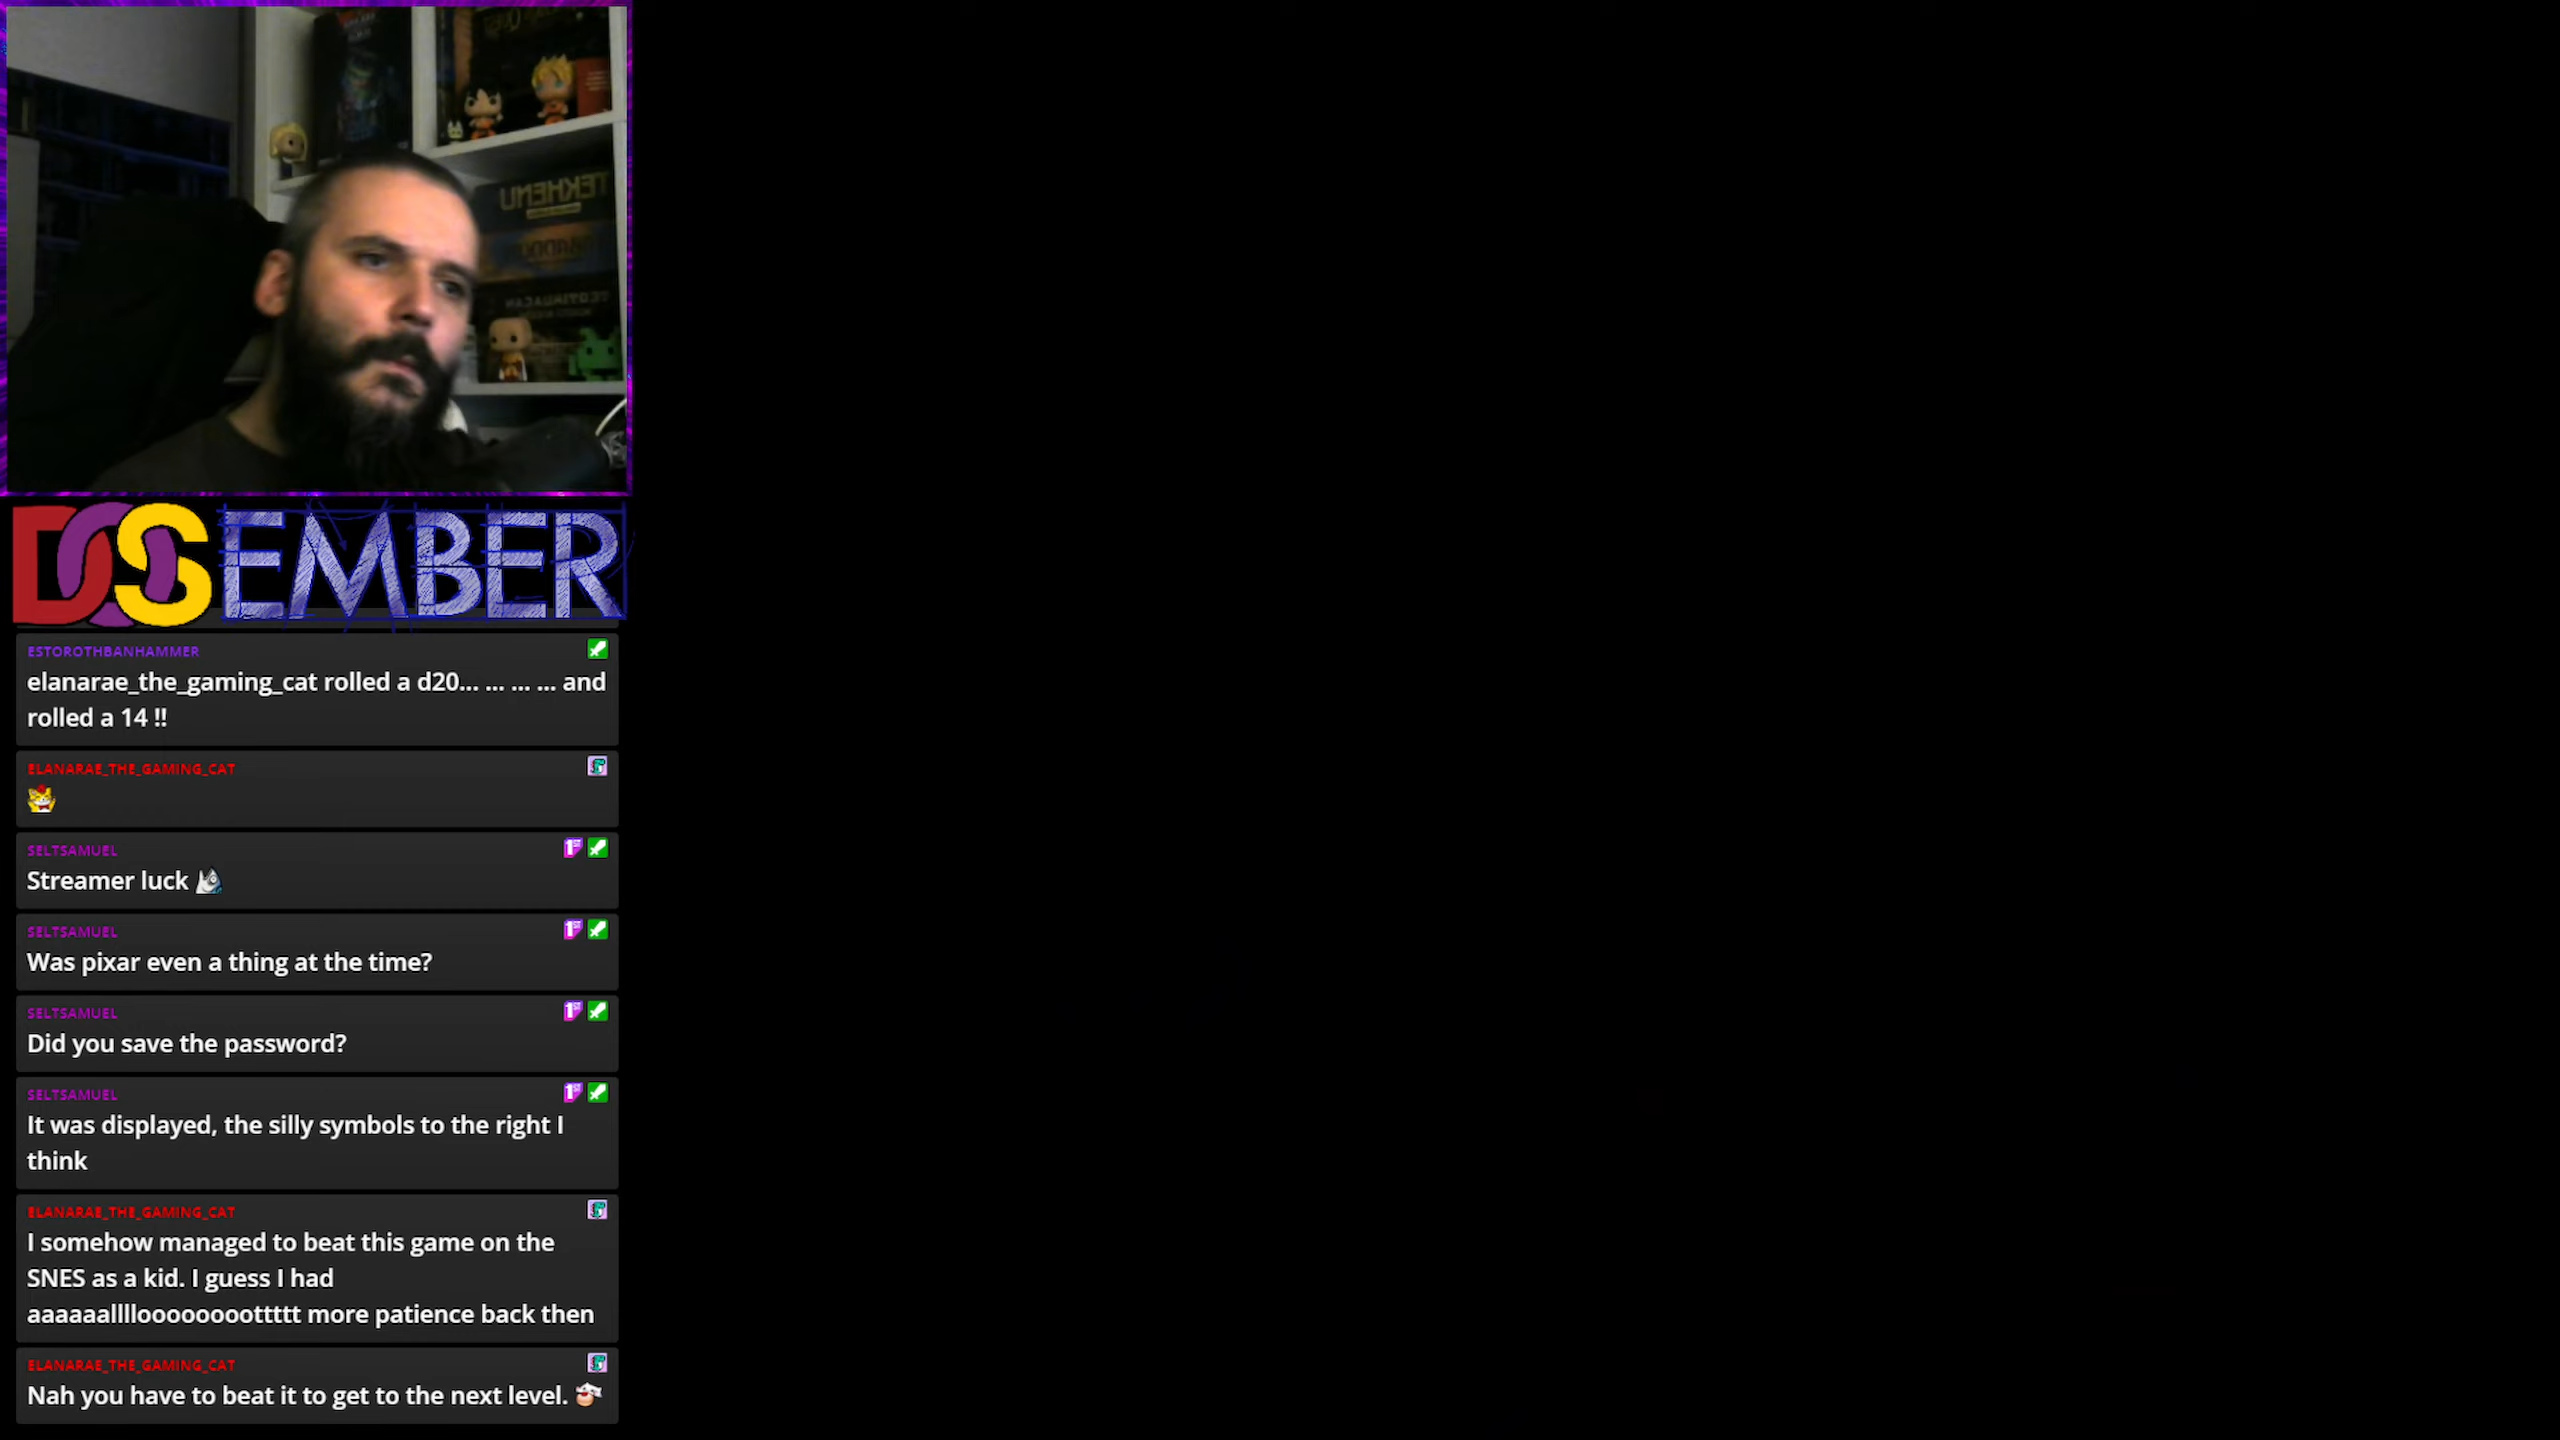 TEKHENU
DOSEMBER
ESTOROTHBANHAMMER
elanarae_the_gaming_cat rolled a d20... ... ... ... and
rolled a 14 !!
ELANARAE_THE_GAMING_CAT
SELTSAMUEL
Streamer luck
SELTSAMUEL
Was pixar even a thing at the time?
SELTSAMUEL
Did you save the password?
SELTSAMUEL
It was displayed, the silly symbols to the right I
think
ELANARAE_THE_GAMING_CAT
I somehow managed to beat this game on the
SNES as a kid. I guess I had
aaaaaallllooooooootttttt more patience back then
ELANARAE_THE_GAMING_CAT
Nah you have to beat it to get to the next level.